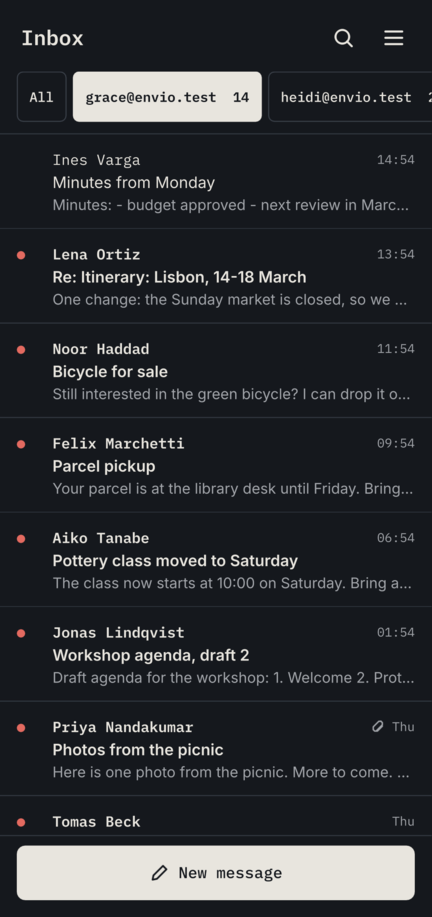 Inbox
All
grace@envio.test 14
heidi@envio.test
Ines Varga 14:54
Minutes from Monday
Minutes: - budget approved - next review in Marc...
Lena Ortiz 13:54
Re: Itinerary: Lisbon, 14-18 March
One change: the Sunday market is closed, so we ...
Noor Haddad 11:54
Bicycle for sale
Still interested in the green bicycle? I can drop it o...
Felix Marchetti 09:54
Parcel pickup
Your parcel is at the library desk until Friday. Bring...
Aiko Tanabe 06:54
Pottery class moved to Saturday
The class now starts at 10:00 on Saturday. Bring a...
Jonas Lindqvist 01:54
Workshop agenda, draft 2
Draft agenda for the workshop: 1. Welcome 2. Prot...
Priya Nandakumar Thu
Photos from the picnic
Here is one photo from the picnic. More to come. ...
Tomas Beck Thu
New message